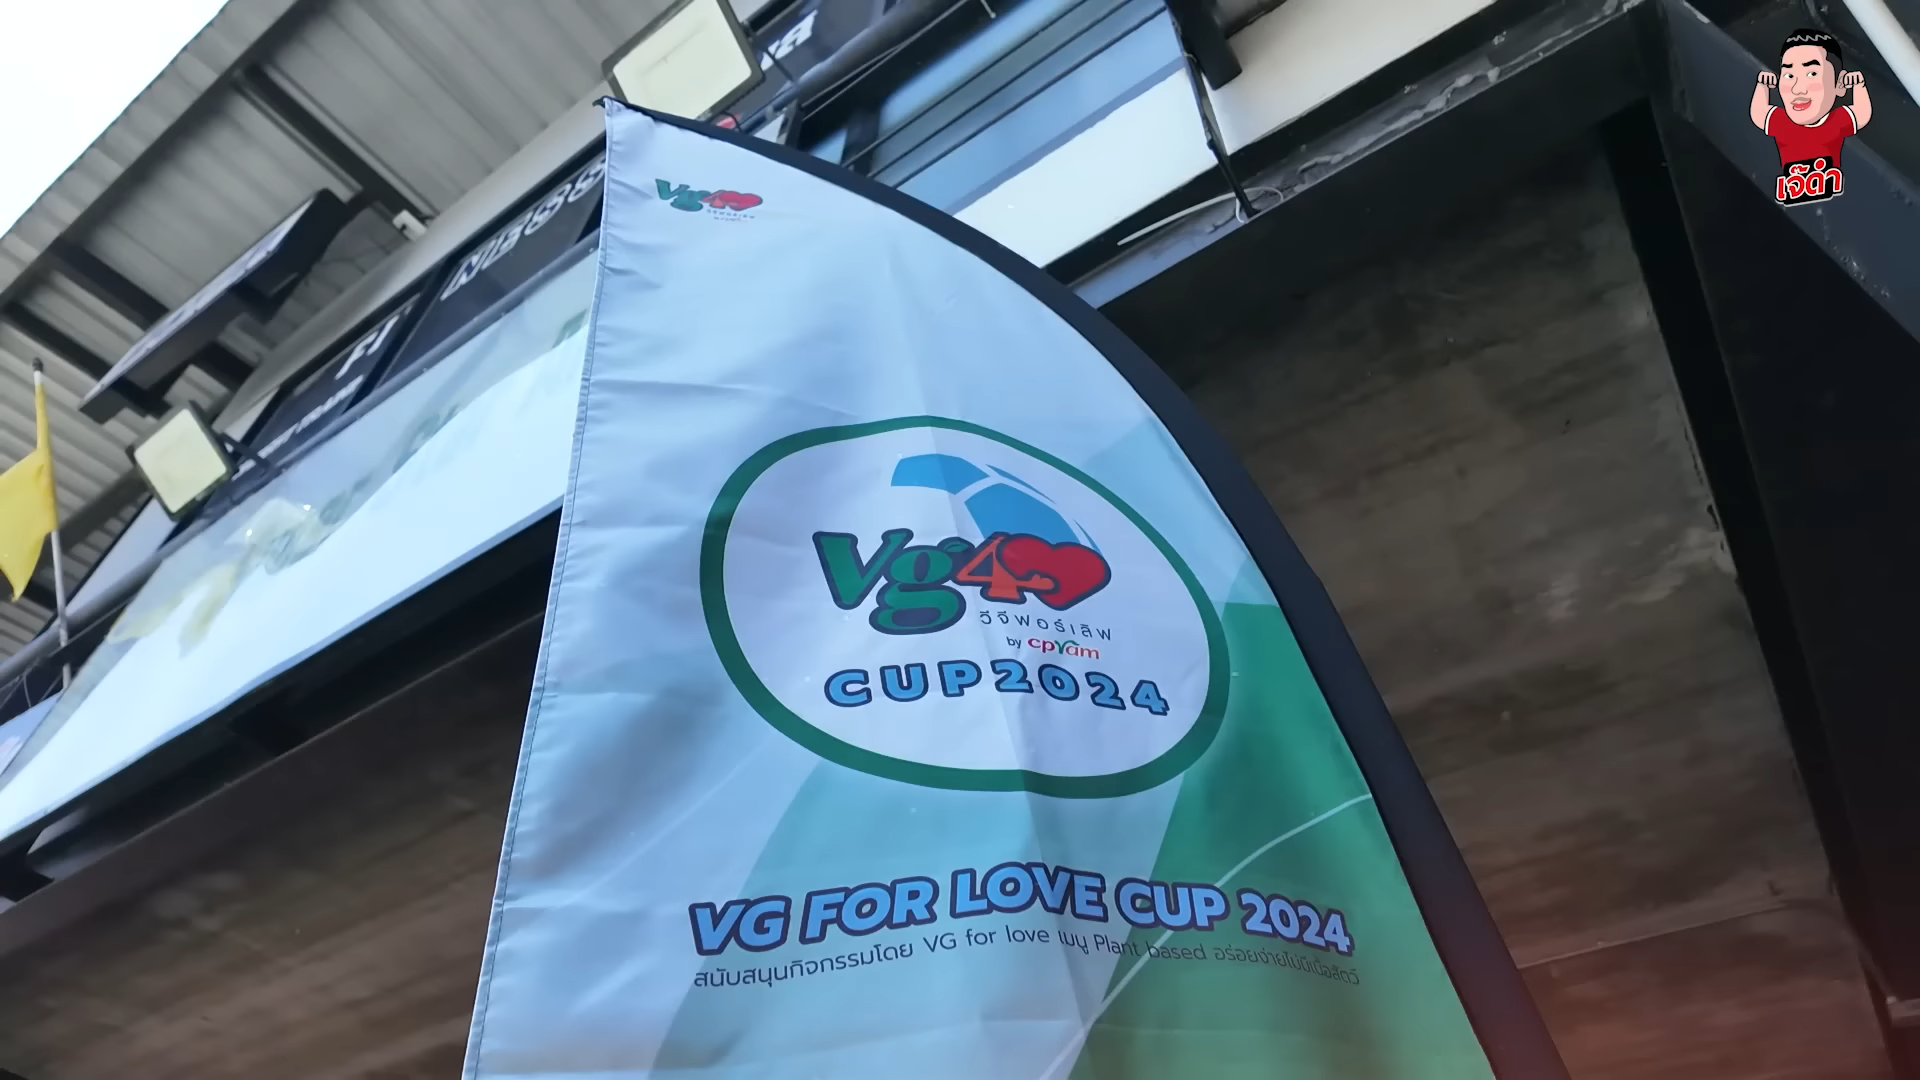 เจ๊ดำ
Vg4
Vg4
วีจีฟอร์เลิฟ
by cpram
CUP2024
VG FOR LOVE CUP 2024
สนับสนุนกิจกรรมโดย VG for love เมนู Plant based อร่อยง่ายไม่มีเนื้อสัตว์